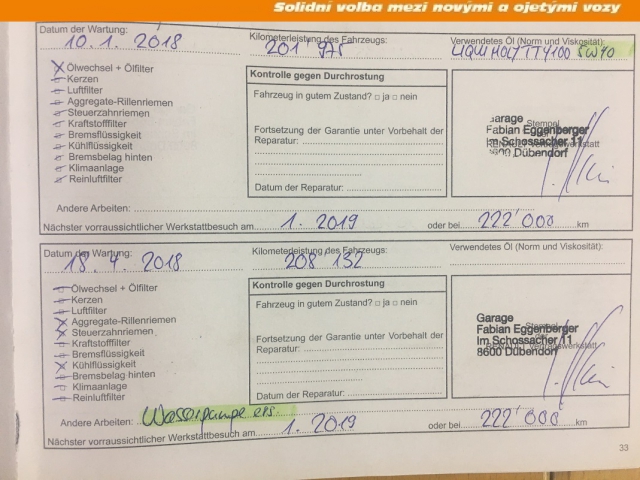 Solidní volba mezi novými a ojetými vozy
Datum der Wartung:
10.1.2018
Kilometerleistung des Fahrzeugs:
201'975
Verwendetes Öl (Norm und Viskosität):
LIQUI MOLY TT4100 5W40
Ölwechsel + Ölfilter
Kerzen
Luftfilter
Aggregate-Rillenriemen
Steuerzahnriemen
Kraftstofffilter
Bremsflüssigkeit
Kühlflüssigkeit
Bremsbelag hinten
Klimaanlage
Reinluftfilter
Kontrolle gegen Durchrostung
Fahrzeug in gutem Zustand? ja nein
Fortsetzung der Garantie unter Vorbehalt der
Reparatur:
Datum der Reparatur:
Stempel
Garage
Fabian Eggenberger
Im Schossacher 11
8600 Dübendorf
Andere Arbeiten:
Nächster vorraussichtlicher Werkstattbesuch am 1.2019 oder bei 222'000 km
Datum der Wartung:
18.4.2018
Kilometerleistung des Fahrzeugs:
208'132
Verwendetes Öl (Norm und Viskosität):
Ölwechsel + Ölfilter
Kerzen
Luftfilter
Aggregate-Rillenriemen
Steuerzahnriemen
Kraftstofffilter
Bremsflüssigkeit
Kühlflüssigkeit
Bremsbelag hinten
Klimaanlage
Reinluftfilter
Kontrolle gegen Durchrostung
Fahrzeug in gutem Zustand? ja nein
Fortsetzung der Garantie unter Vorbehalt der
Reparatur:
Datum der Reparatur:
Garage
Fabian Eggenberger
Im Schossacher 11
8600 Dübendorf
Andere Arbeiten: Wasserpumpe ers.
Nächster vorraussichtlicher Werkstattbesuch am 1.2019 oder bei 222'000 km
33